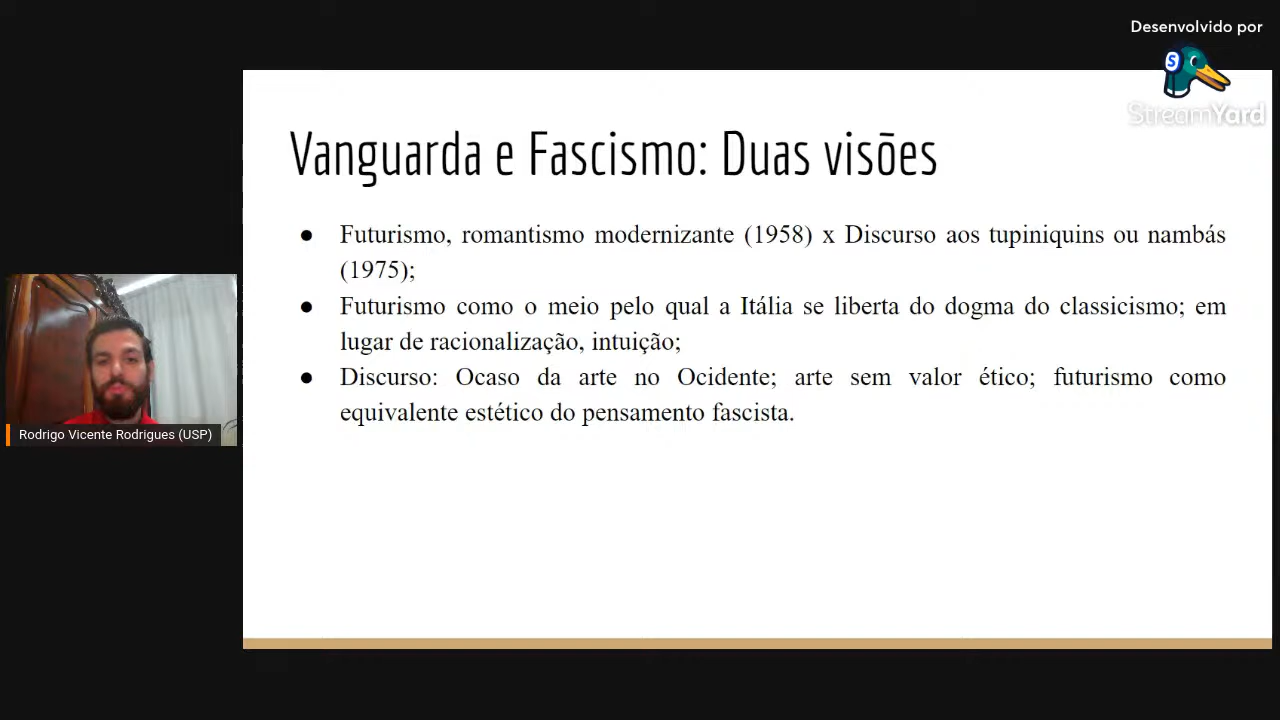 Desenvolvido por
S
StreamYard
Vanguarda e Fascismo: Duas visões
● Futurismo, romantismo modernizante (1958) x Discurso aos tupiniquins ou nambás
(1975);
● Futurismo como o meio pelo qual a Itália se liberta do dogma do classicismo; em
lugar de racionalização, intuição;
● Discurso: Ocaso da arte no Ocidente; arte sem valor ético; futurismo como
equivalente estético do pensamento fascista.
Rodrigo Vicente Rodrigues (USP)